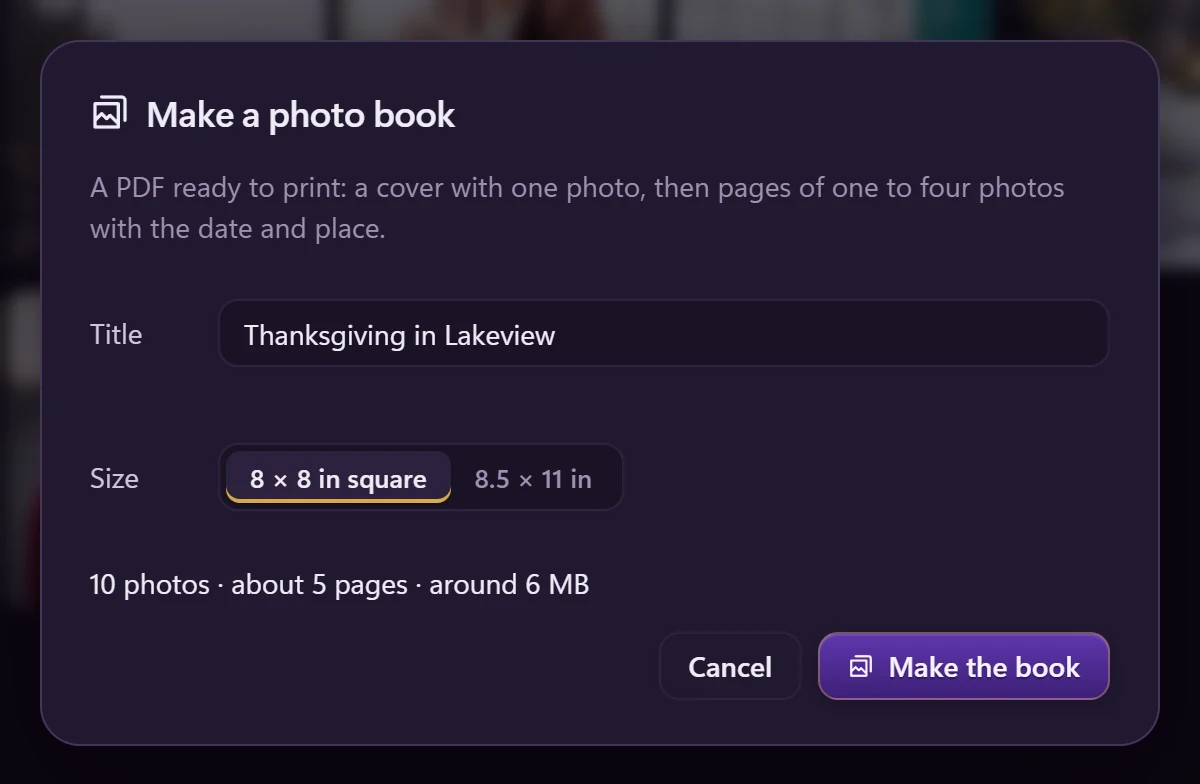 Make a photo book
A PDF ready to print: a cover with one photo, then pages of one to four photos
with the date and place.
Title
Thanksgiving in Lakeview
Size
8 × 8 in square
8.5 × 11 in
10 photos · about 5 pages · around 6 MB
Cancel
Make the book